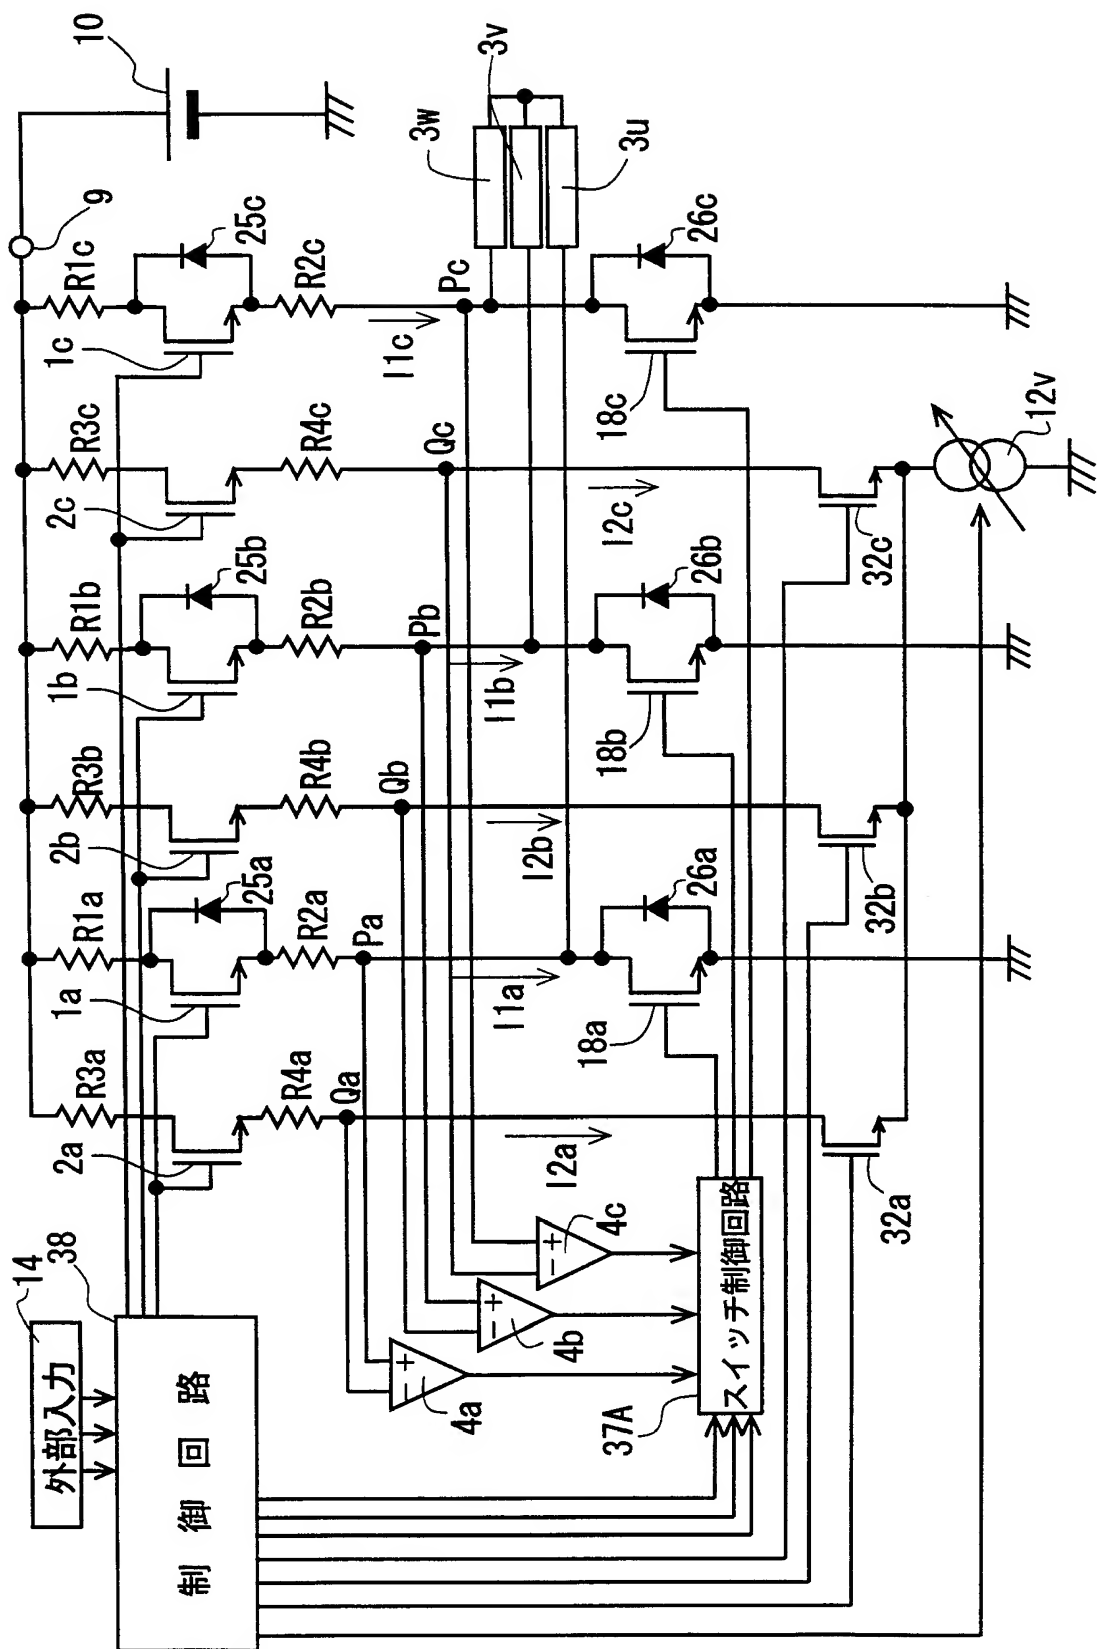 10
9
R1c
25c
1c
R2c
I1c
Pc
3w
3v
3u
26c
18c
R3c
2c
R4c
Qc
I2c
32c
12v
R1b
25b
1b
R2b
Pb
I1b
26b
18b
R3b
2b
R4b
Qb
I2b
32b
R1a
25a
1a
R2a
Pa
I1a
26a
18a
R3a
2a
R4a
Qa
I2a
32a
14
外部入力
38
制御回路
+
-
4a
+
-
4b
+
-
4c
37A
スイッチ制御回路